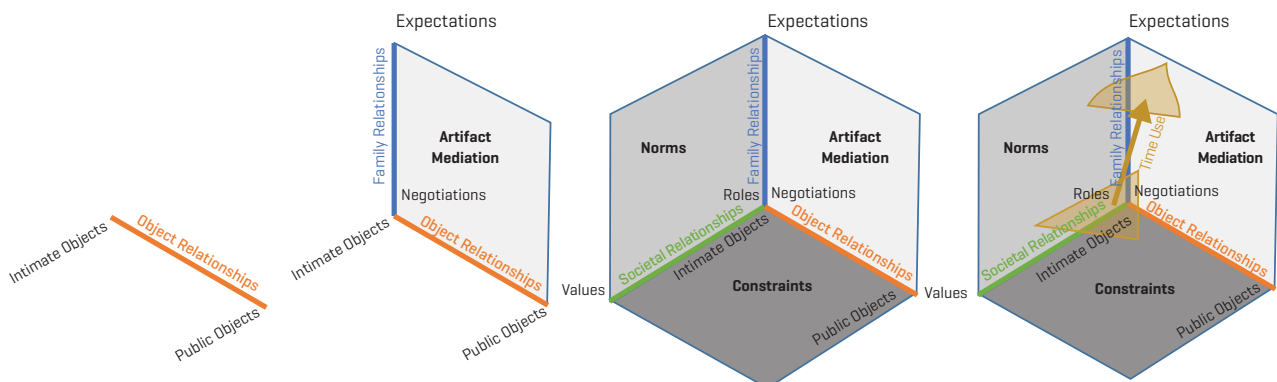 Intimate Objects
Object Relationships
Public Objects
Expectations
Family Relationships
Artifact
Mediation
Negotiations
Intimate Objects
Object Relationships
Public Objects
Expectations
Family Relationships
Norms
Artifact
Mediation
Roles
Negotiations
Societal Relationships
Intimate Objects
Object Relationships
Values
Constraints
Public Objects
Expectations
Family Relationships
Time Use
Norms
Artifact
Mediation
Roles
Negotiations
Societal Relationships
Intimate Objects
Object Relationships
Values
Constraints
Public Objects